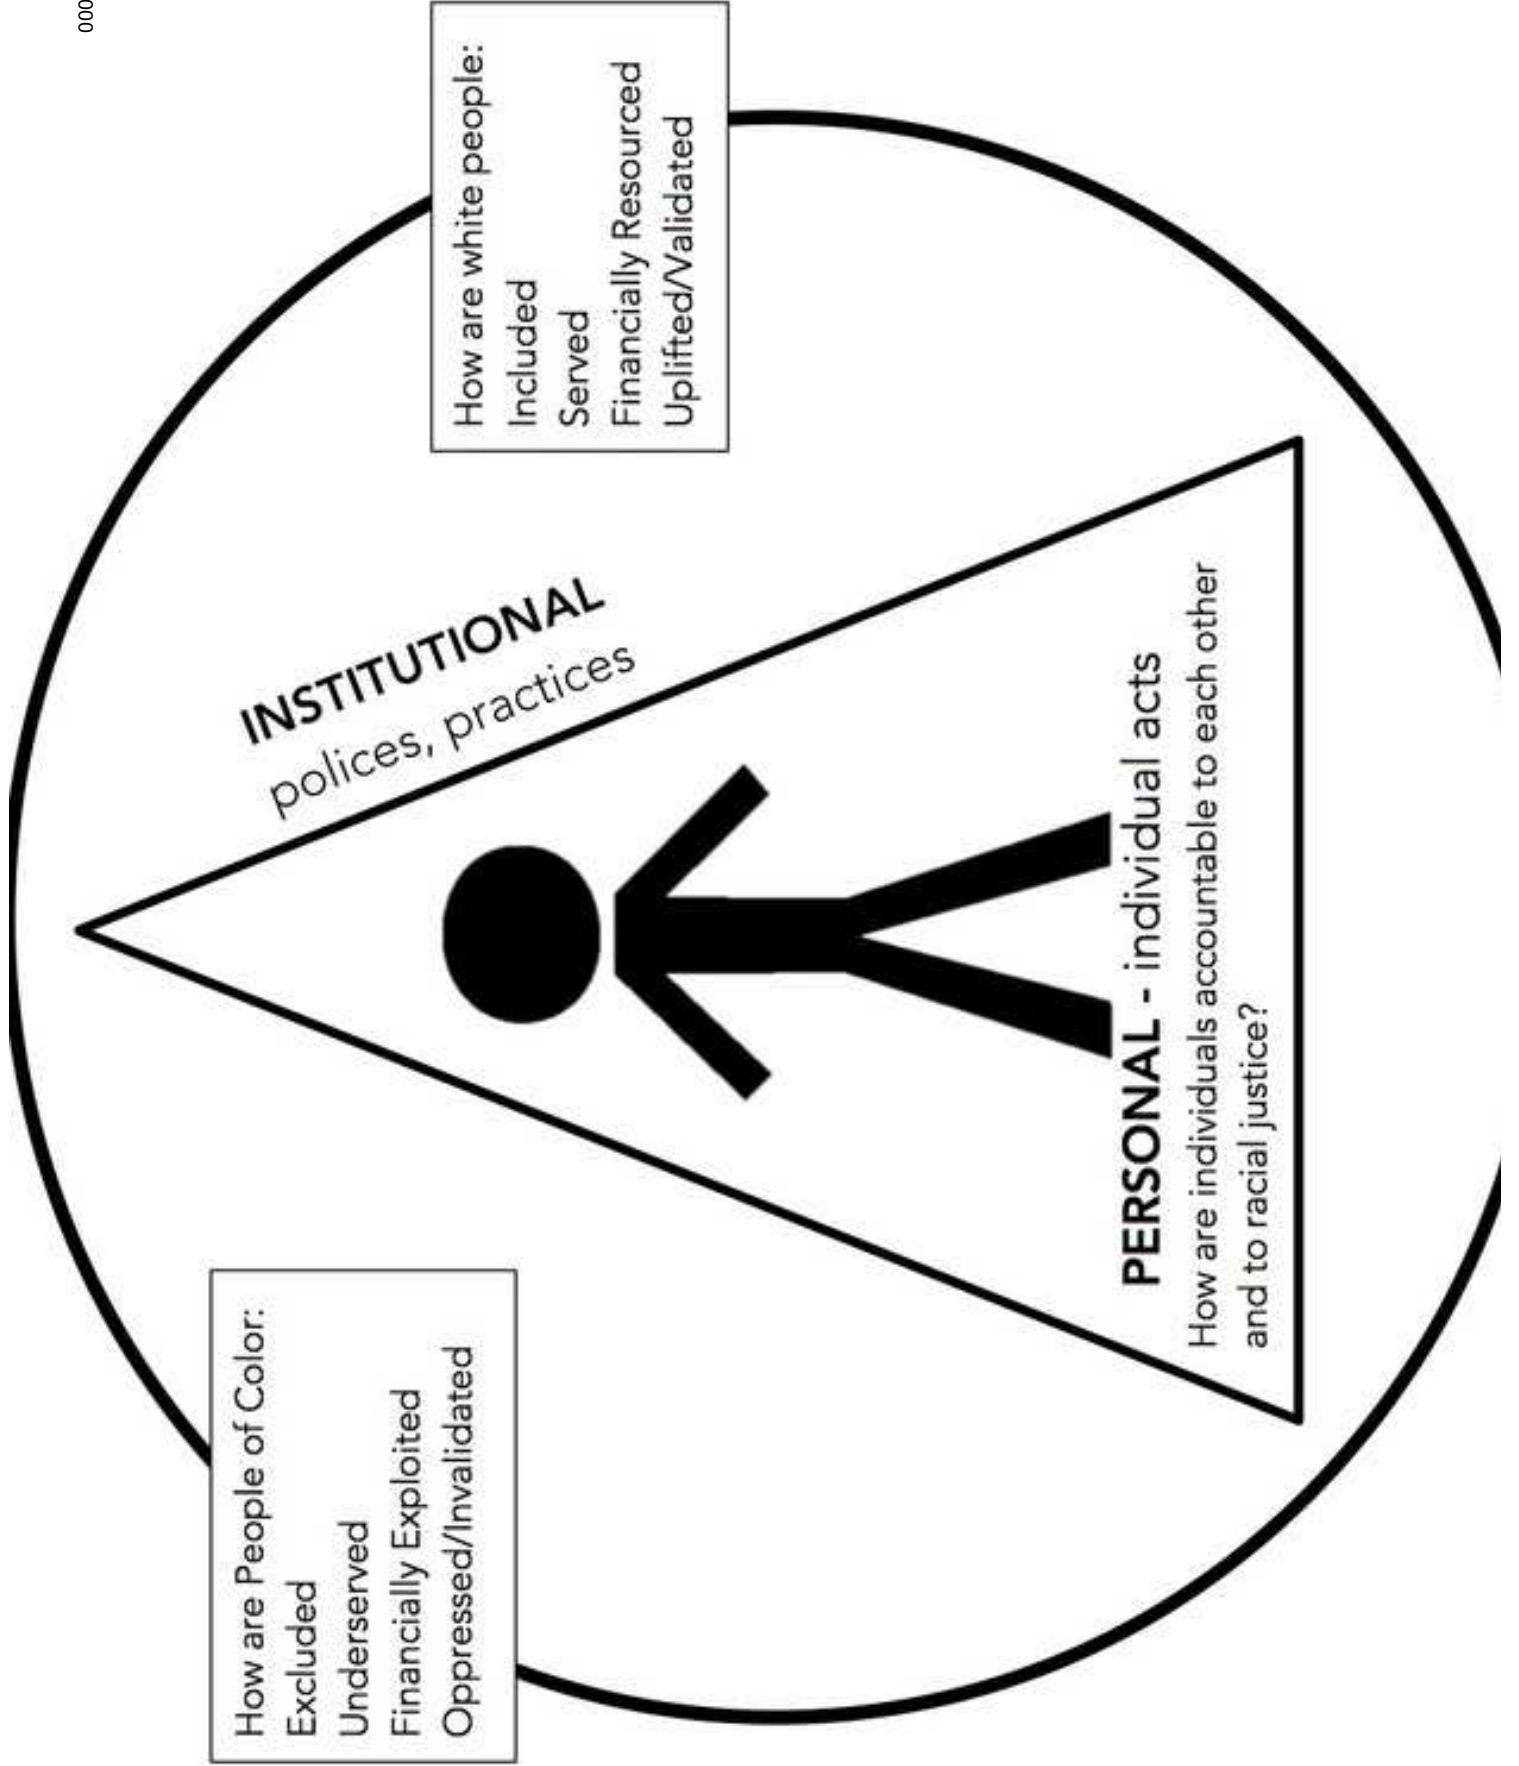 000
How are People of Color:
Excluded
Underserved
Financially Exploited
Oppressed/Invalidated
INSTITUTIONAL
polices, practices
How are white people:
Included
Served
Financially Resourced
Uplifted/Validated
PERSONAL - individual acts
How are individuals accountable to each other
and to racial justice?